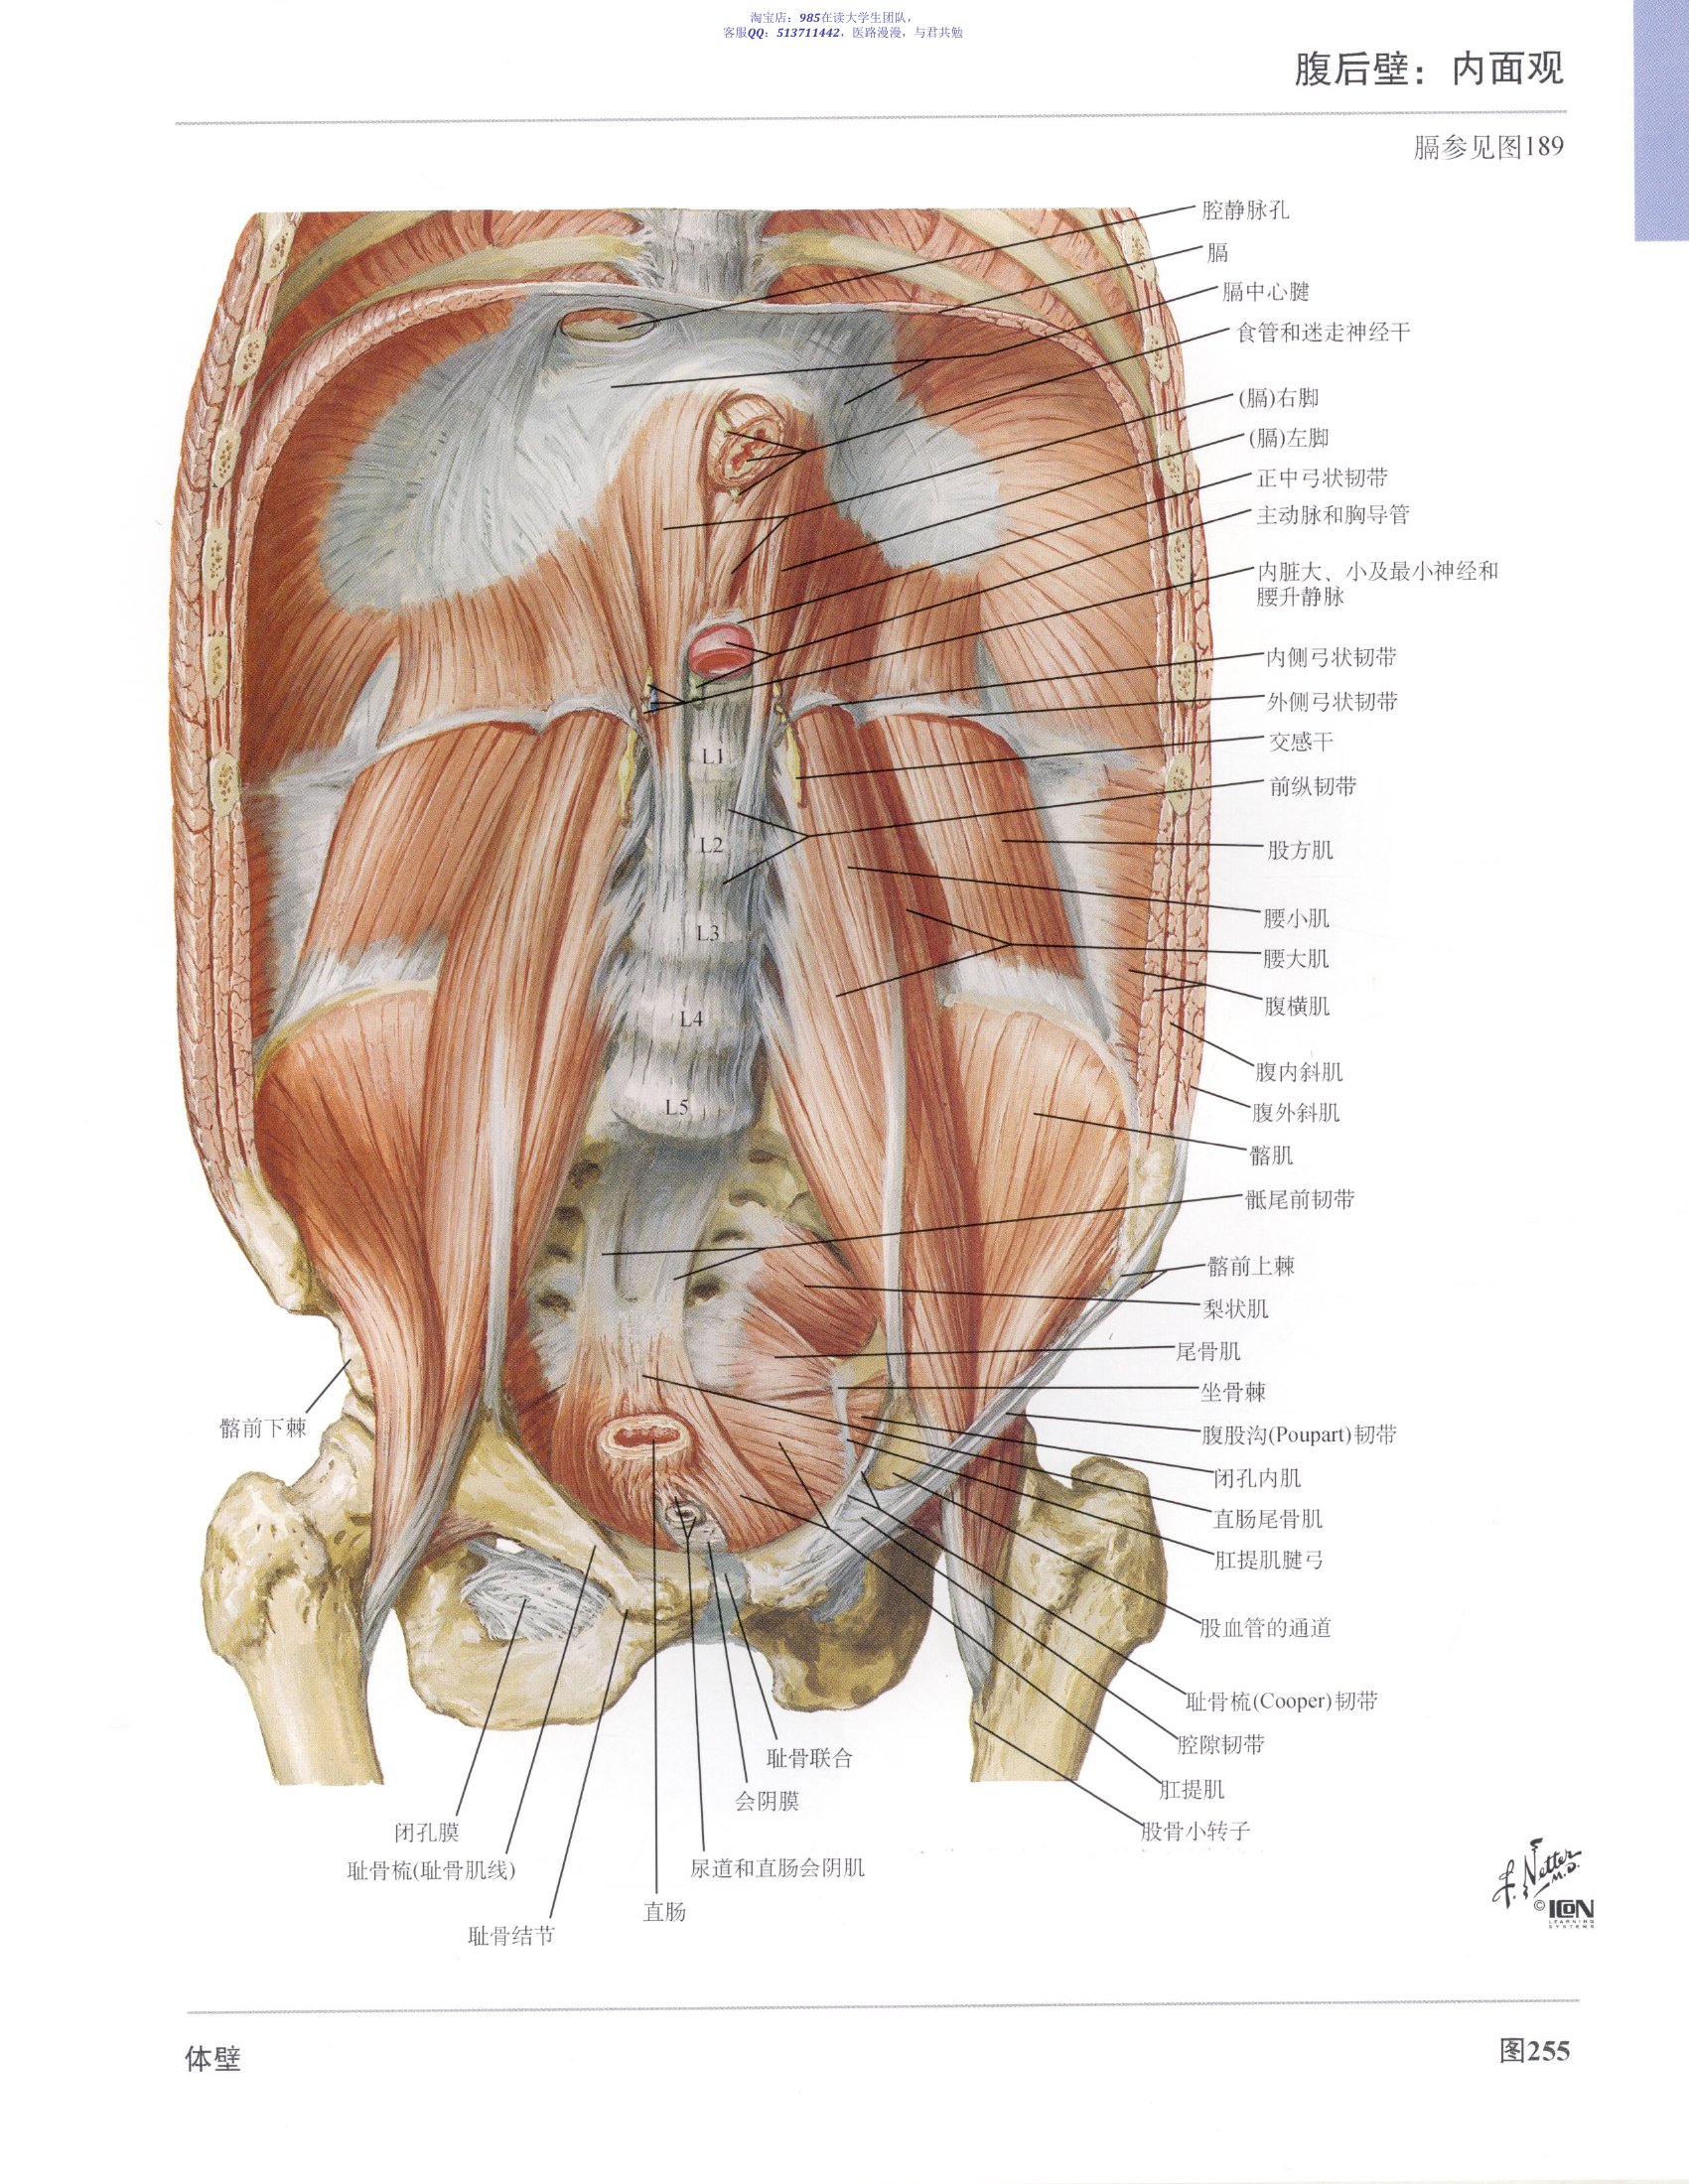 淘宝店：985在读大学生团队，
客服QQ：513711442，医路漫漫，与君共勉
腹后壁：内面观
膈参见图189
腔静脉孔
膈
膈中心腱
食管和迷走神经干
(膈)右脚
(膈)左脚
正中弓状韧带
主动脉和胸导管
内脏大、小及最小神经和
腰升静脉
内侧弓状韧带
外侧弓状韧带
交感干
前纵韧带
股方肌
腰小肌
腰大肌
腹横肌
腹内斜肌
腹外斜肌
髂肌
骶尾前韧带
髂前上棘
梨状肌
尾骨肌
坐骨棘
腹股沟(Poupart)韧带
闭孔内肌
直肠尾骨肌
肛提肌腱弓
股血管的通道
耻骨梳(Cooper)韧带
腔隙韧带
肛提肌
股骨小转子
L1
L2
L3
L4
L5
髂前下棘
耻骨联合
会阴膜
闭孔膜
尿道和直肠会阴肌
耻骨梳(耻骨肌线)
直肠
耻骨结节
F. Netter
M.D.
© ICON
LEARNING
SYSTEMS
体壁
图255